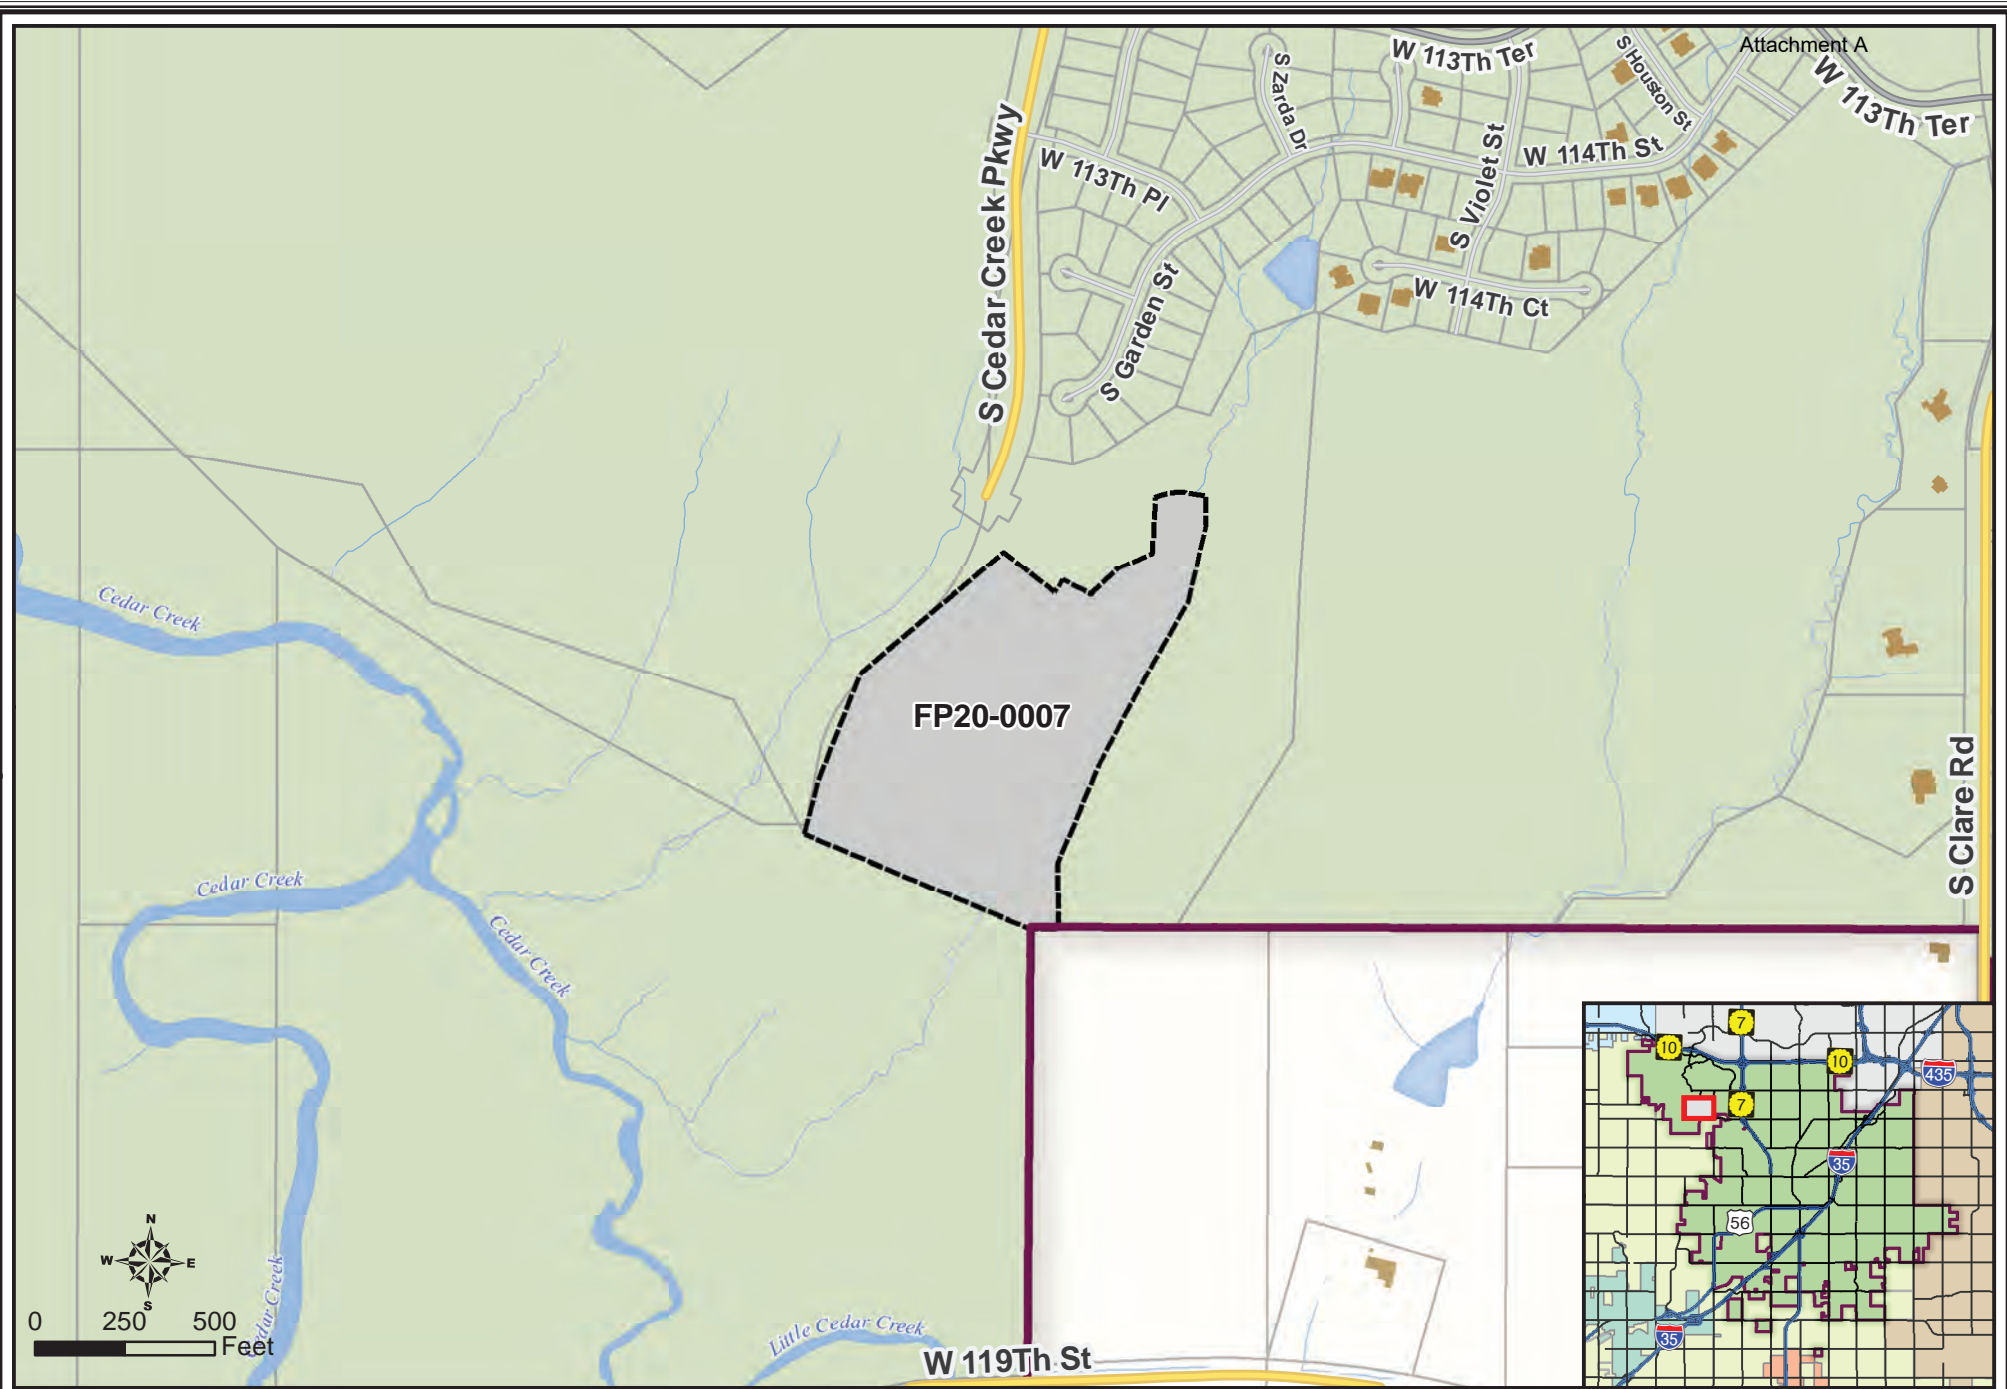 Attachment A
W 113Th Ter
S Houston St
W 113Th Ter
S Zarda Dr
S Cedar Creek Pkwy
W 113Th Pl
W 114Th St
S Violet St
W 114Th Ct
S Garden St
Cedar Creek
FP20-0007
S Clare Rd
Cedar Creek
Cedar Creek
7
10
10
435
7
35
56
35
N
W
E
S
0 250 500
Feet
Cedar Creek
Little Cedar Creek
W 119Th St